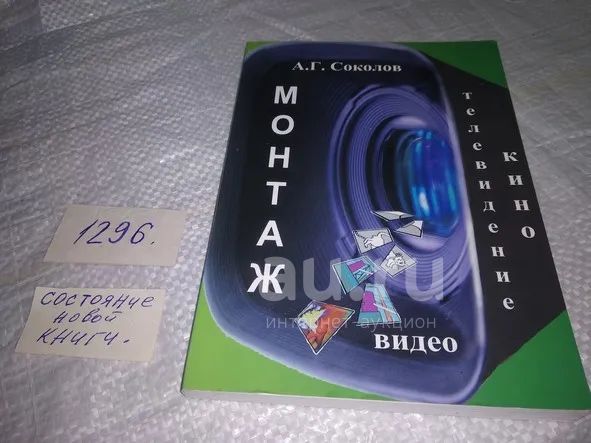 А.Г. Соколов
МОНТАЖ
телевидение
кино
видео
au.ru
интернет-аукцион
1296.
состояние
новой
книги.